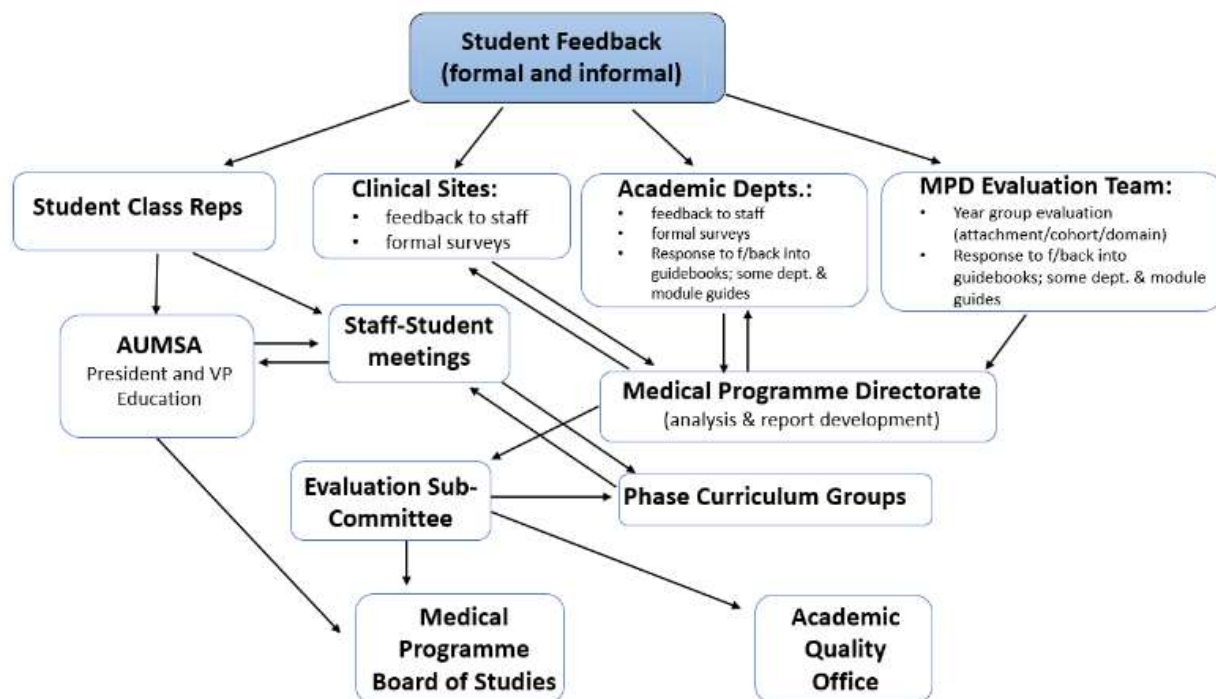 Student Feedback
(formal and informal)
Student Class Reps
Clinical Sites:
• feedback to staff
• formal surveys
Academic Depts.:
• feedback to staff
• formal surveys
• Response to f/back into
guidebooks; some dept. &
module guides
MPD Evaluation Team:
• Year group evaluation
(attachment/cohort/domain)
• Response to f/back into
guidebooks; some dept. & module
guides
AUMSA
President and VP
Education
Staff-Student
meetings
Medical Programme Directorate
(analysis & report development)
Evaluation Sub-
Committee
Phase Curriculum Groups
Medical
Programme
Board of Studies
Academic
Quality
Office